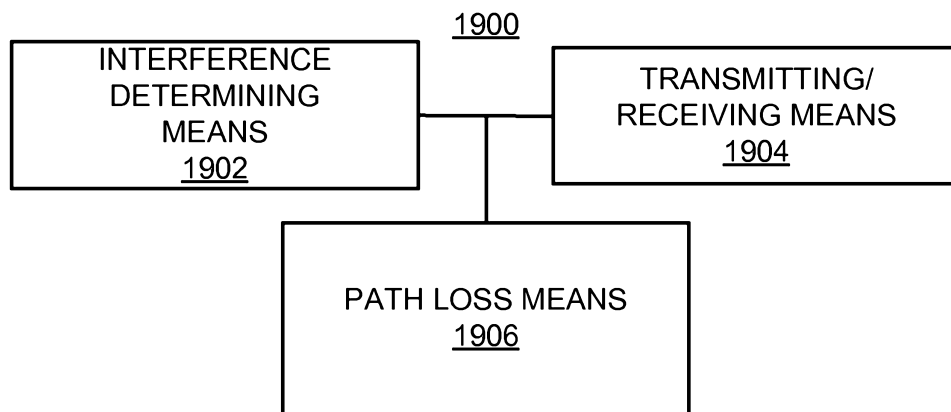 1900
INTERFERENCE
DETERMINING
MEANS
1902
TRANSMITTING/
RECEIVING MEANS
1904
PATH LOSS MEANS
1906